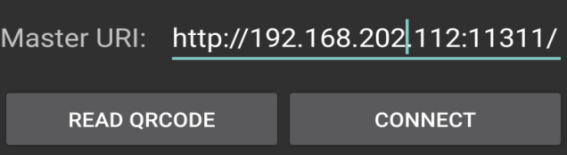 Master URI: http://192.168.202.112:11311/
READ QRCODE CONNECT